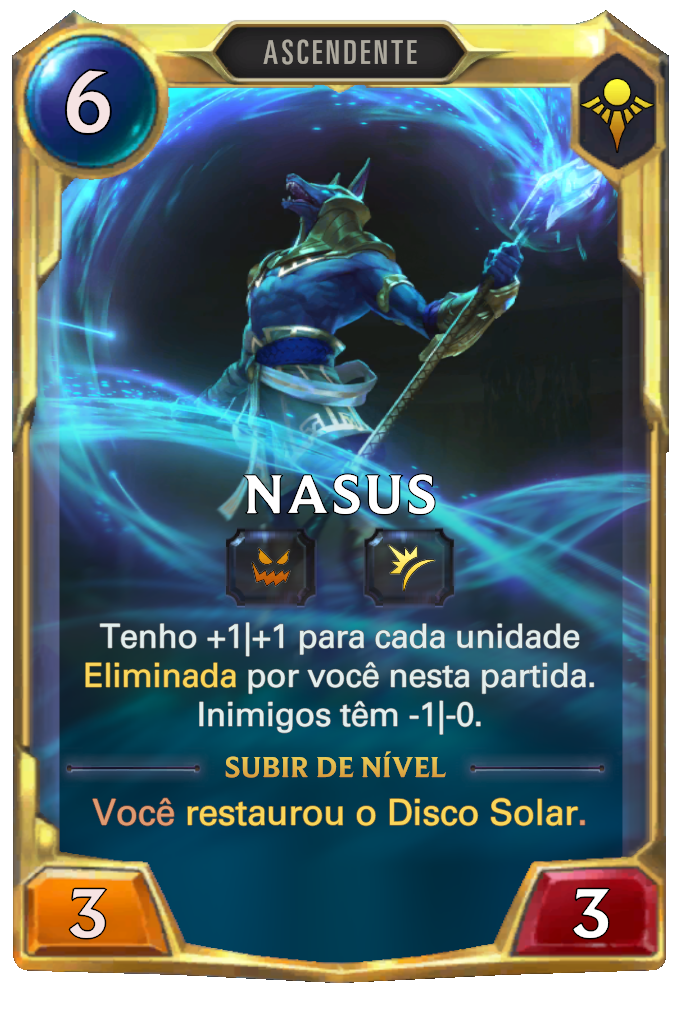 ASCENDENTE
6
NASUS
Tenho +1|+1 para cada unidade
Eliminada por você nesta partida.
Inimigos têm -1|-0.
SUBIR DE NÍVEL
Você restaurou o Disco Solar.
3
3